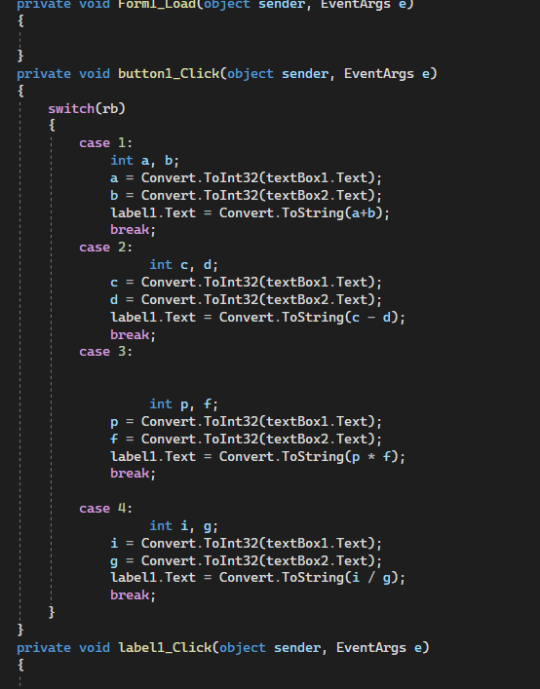 private void Form1_Load(object sender, EventArgs e)
{
}
private void button1_Click(object sender, EventArgs e)
{
switch(rb)
{
case 1:
int a, b;
a = Convert.ToInt32(textBox1.Text);
b = Convert.ToInt32(textBox2.Text);
label1.Text = Convert.ToString(a+b);
break;
case 2:
int c, d;
c = Convert.ToInt32(textBox1.Text);
d = Convert.ToInt32(textBox2.Text);
label1.Text = Convert.ToString(c - d);
break;
case 3:
int p, f;
p = Convert.ToInt32(textBox1.Text);
f = Convert.ToInt32(textBox2.Text);
label1.Text = Convert.ToString(p * f);
break;
case 4:
int i, g;
i = Convert.ToInt32(textBox1.Text);
g = Convert.ToInt32(textBox2.Text);
label1.Text = Convert.ToString(i / g);
break;
}
}
private void label1_Click(object sender, EventArgs e)
{